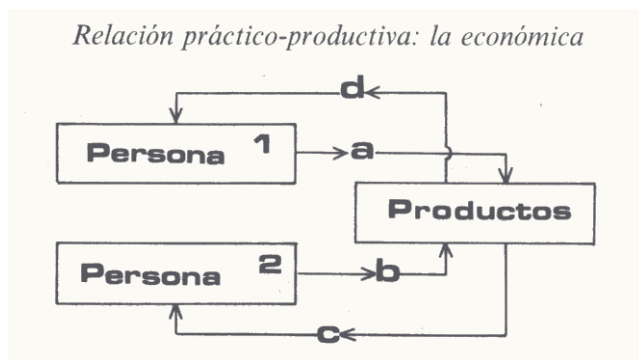 Relación práctico-productiva: la económica
d
Persona 1
a
Productos
Persona 2
b
c